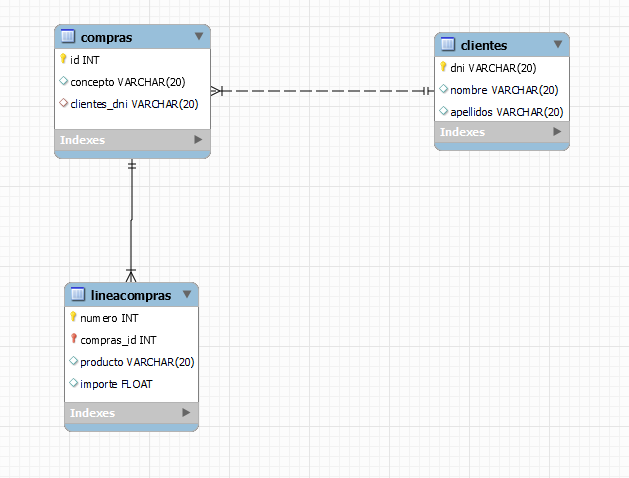 compras
id INT
concepto VARCHAR(20)
clientes_dni VARCHAR(20)
Indexes
clientes
dni VARCHAR(20)
nombre VARCHAR(20)
apellidos VARCHAR(20)
Indexes
lineacompras
numero INT
compras_id INT
producto VARCHAR(20)
importe FLOAT
Indexes